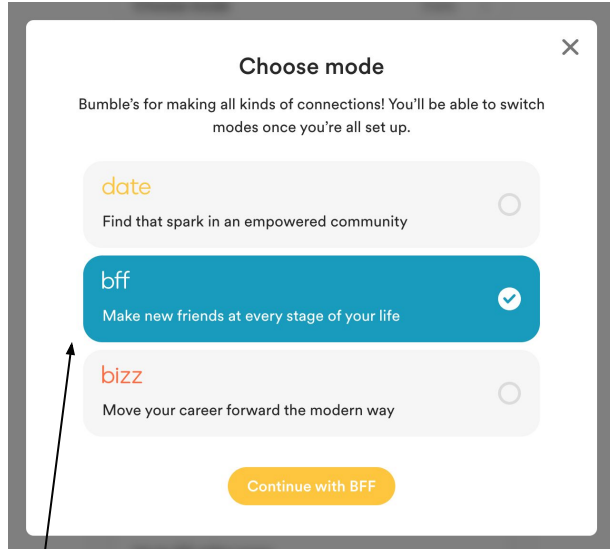 Choose mode
Bumble's for making all kinds of connections! You'll be able to switch
modes once you're all set up.
date
Find that spark in an empowered community
bff
Make new friends at every stage of your life
bizz
Move your career forward the modern way
Continue with BFF